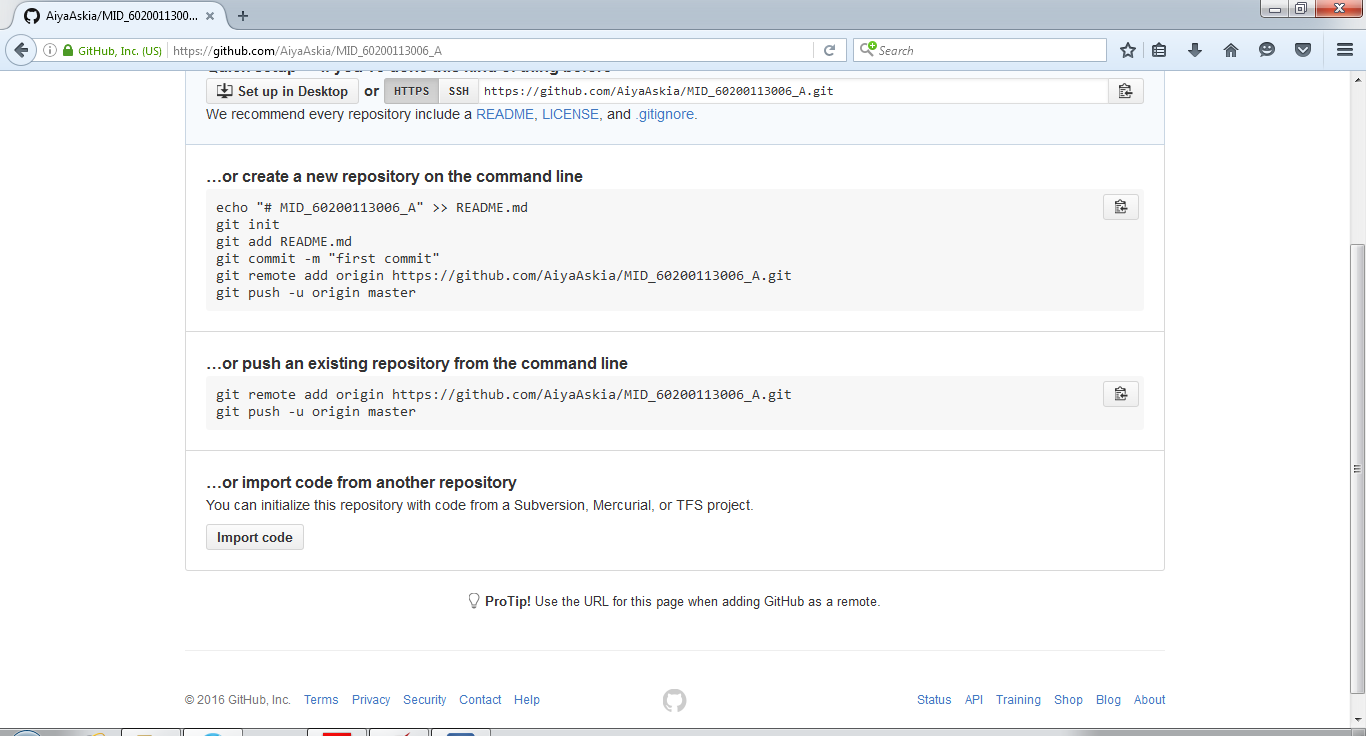 AiyaAskia/MID_6020011300...
GitHub, Inc. (US) https://github.com/AiyaAskia/MID_60200113006_A Search
Set up in Desktop or HTTPS SSH https://github.com/AiyaAskia/MID_60200113006_A.git
We recommend every repository include a README, LICENSE, and .gitignore.
…or create a new repository on the command line
echo "# MID_60200113006_A" >> README.md
git init
git add README.md
git commit -m "first commit"
git remote add origin https://github.com/AiyaAskia/MID_60200113006_A.git
git push -u origin master
…or push an existing repository from the command line
git remote add origin https://github.com/AiyaAskia/MID_60200113006_A.git
git push -u origin master
…or import code from another repository
You can initialize this repository with code from a Subversion, Mercurial, or TFS project.
Import code
ProTip! Use the URL for this page when adding GitHub as a remote.
© 2016 GitHub, Inc. Terms Privacy Security Contact Help Status API Training Shop Blog About